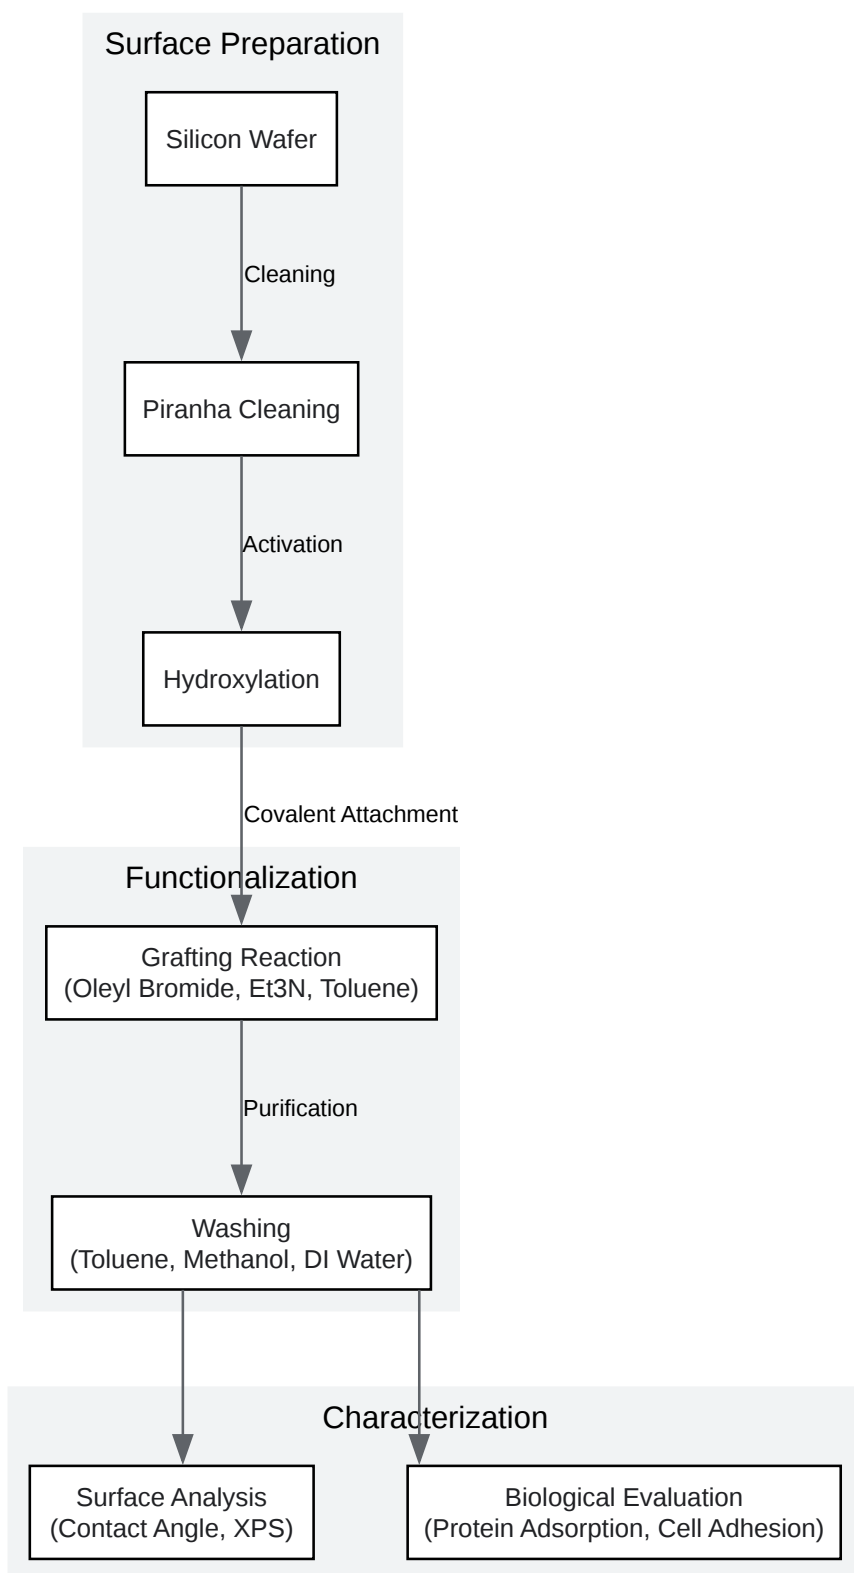 Surface Preparation
Silicon Wafer
Cleaning
Piranha Cleaning
Activation
Hydroxylation
Covalent Attachment
Functionalization
Grafting Reaction
(Oleyl Bromide, Et3N, Toluene)
Purification
Washing
(Toluene, Methanol, DI Water)
Characterization
Surface Analysis
(Contact Angle, XPS)
Biological Evaluation
(Protein Adsorption, Cell Adhesion)